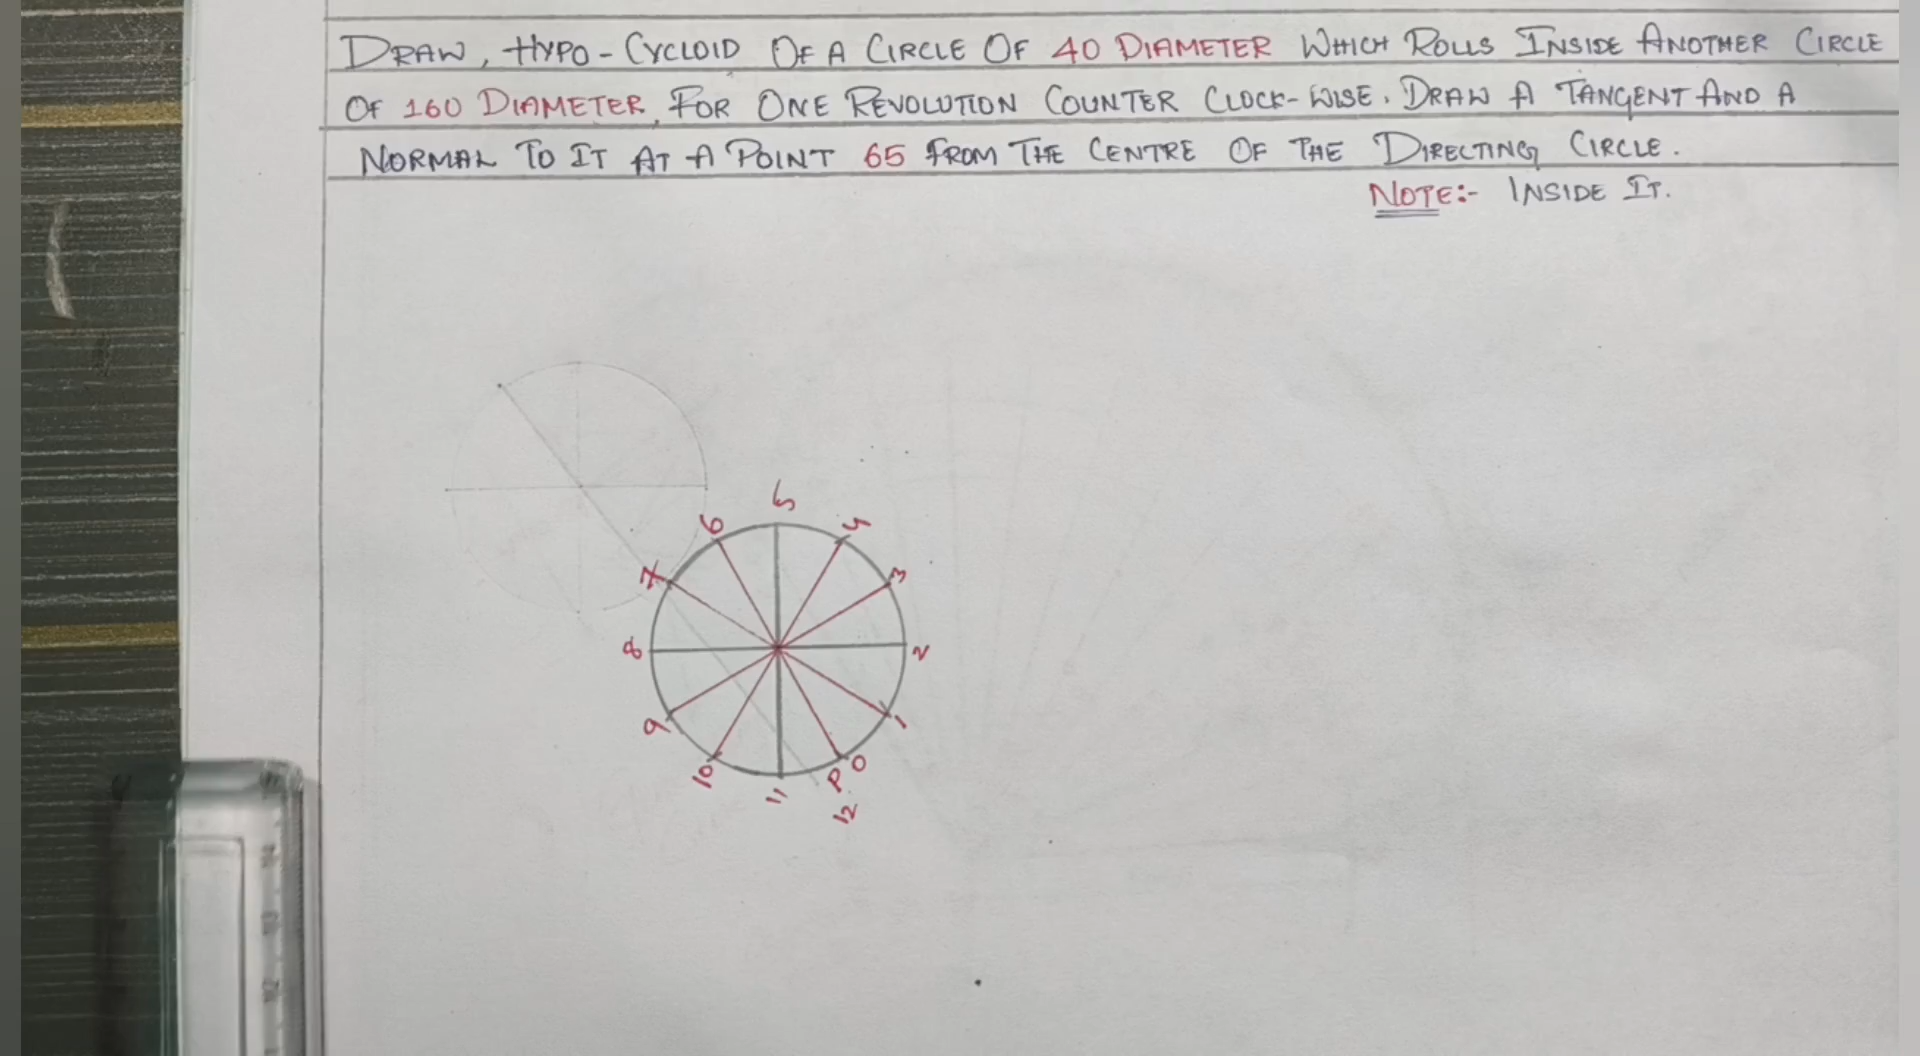 DRAW, HYPO-CYCLOID OF A CIRCLE OF 40 DIAMETER WHICH ROLLS INSIDE ANOTHER CIRCLE
OF 160 DIAMETER, FOR ONE REVOLUTION COUNTER CLOCK-WISE. DRAW A TANGENT AND A
NORMAL TO IT AT A POINT 65 FROM THE CENTRE OF THE DIRECTING CIRCLE.
NOTE:- INSIDE IT.
5
6
4
7
3
8
2
9
1
10
11
P 0
12